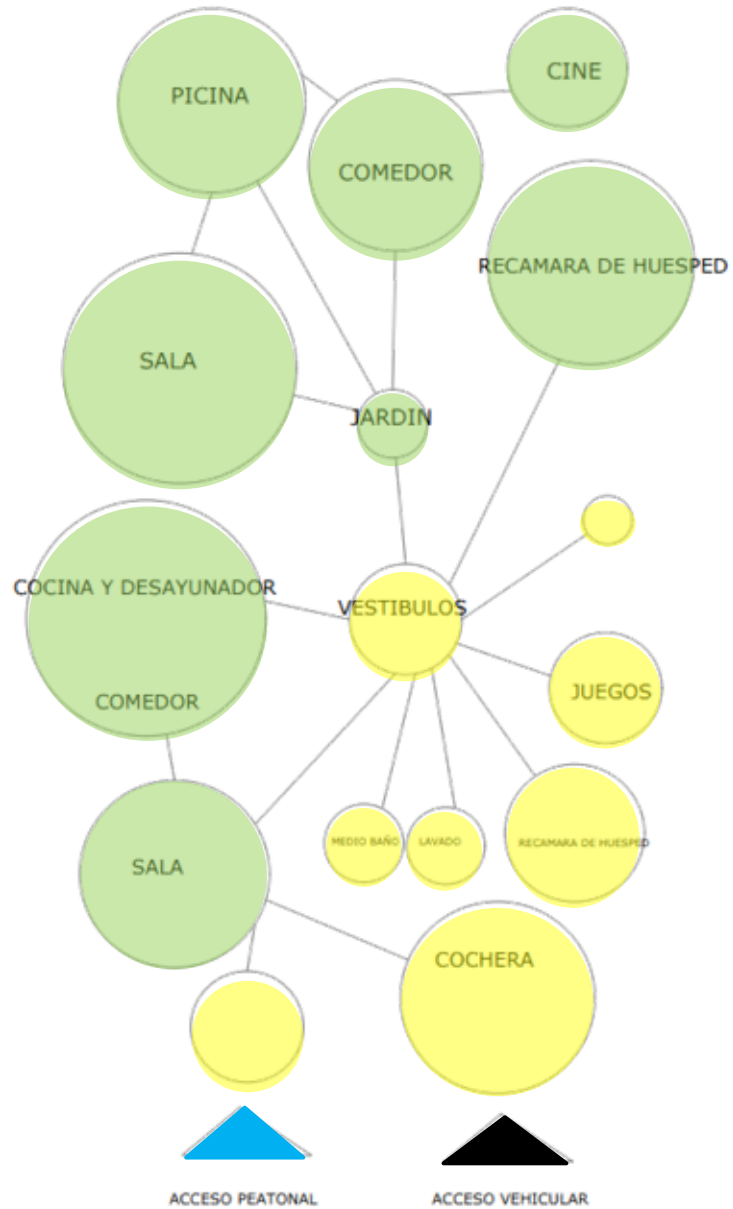 CINE
PICINA
COMEDOR
RECAMARA DE HUESPED
SALA
JARDIN
COCINA Y DESAYUNADOR
VESTIBULOS
JUEGOS
COMEDOR
MEDIO BAÑO
LAVADO
RECAMARA DE HUESPED
SALA
COCHERA
ACCESO PEATONAL
ACCESO VEHICULAR